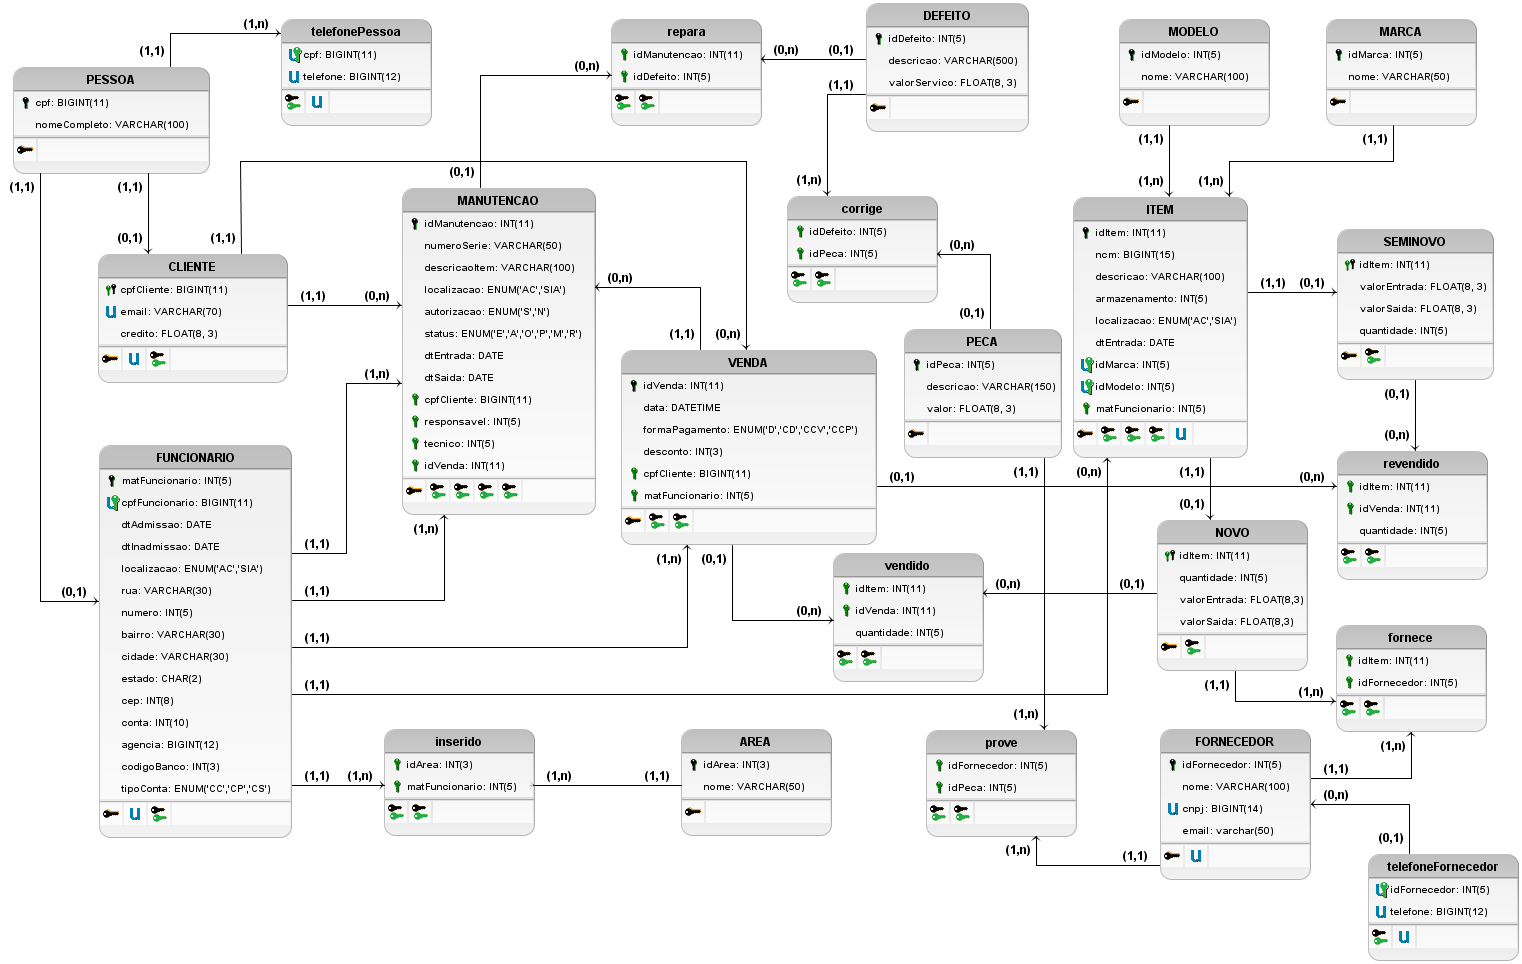 PESSOA
cpf: BIGINT(11)
nomeCompleto: VARCHAR(100)
(1,1)
(1,n)
telefonePessoa
cpf: BIGINT(11)
telefone: BIGINT(12)
u
(1,1)
(1,1)
(0,1)
(0,1)
CLIENTE
cpfCliente: BIGINT(11)
email: VARCHAR(70)
credito: FLOAT(8, 3)
u
(1,1)
(1,1)
(0,n)
(0,n)
repara
idManutencao: INT(11)
idDefeito: INT(5)
(0,n)
(0,1)
(0,n)
(0,1)
DEFEITO
idDefeito: INT(5)
descricao: VARCHAR(500)
valorServico: FLOAT(8, 3)
(1,1)
(1,n)
corrige
idDefeito: INT(5)
idPeca: INT(5)
(0,n)
(0,1)
PECA
idPeca: INT(5)
descricao: VARCHAR(150)
valor: FLOAT(8, 3)
(1,1)
(1,n)
MODELO
idModelo: INT(5)
nome: VARCHAR(100)
(1,1)
(1,n)
MARCA
idMarca: INT(5)
nome: VARCHAR(50)
(1,1)
(1,n)
MANUTENCAO
idManutencao: INT(11)
numeroSerie: VARCHAR(50)
descricaoItem: VARCHAR(100)
localizacao: ENUM('AC','SIA')
autorizacao: ENUM('S','N')
status: ENUM('E','A','O','P','M','R')
dtEntrada: DATE
dtSaida: DATE
cpfCliente: BIGINT(11)
responsavel: INT(5)
tecnico: INT(5)
idVenda: INT(11)
(0,n)
(1,1)
(1,n)
(1,1)
(1,n)
(1,1)
VENDA
idVenda: INT(11)
data: DATETIME
formaPagamento: ENUM('D','CD','CCV','CCP')
desconto: INT(3)
cpfCliente: BIGINT(11)
matFuncionario: INT(5)
(1,n)
(1,1)
(0,1)
(0,n)
(0,1)
(0,n)
ITEM
idItem: INT(11)
ncm: BIGINT(15)
descricao: VARCHAR(100)
armazenamento: INT(5)
localizacao: ENUM('AC','SIA')
dtEntrada: DATE
idMarca: INT(5)
idModelo: INT(5)
matFuncionario: INT(5)
u
(1,1)
(0,1)
(0,n)
(1,1)
(1,1)
(0,1)
SEMINOVO
idItem: INT(11)
valorEntrada: FLOAT(8, 3)
valorSaida: FLOAT(8, 3)
quantidade: INT(5)
(0,1)
(0,n)
revendido
idItem: INT(11)
idVenda: INT(11)
quantidade: INT(5)
FUNCIONARIO
matFuncionario: INT(5)
cpfFuncionario: BIGINT(11)
dtAdmissao: DATE
dtInadmissao: DATE
localizacao: ENUM('AC','SIA')
rua: VARCHAR(30)
numero: INT(5)
bairro: VARCHAR(30)
cidade: VARCHAR(30)
estado: CHAR(2)
cep: INT(8)
conta: INT(10)
agencia: BIGINT(12)
codigoBanco: INT(3)
tipoConta: ENUM('CC','CP','CS')
u
vendido
idItem: INT(11)
idVenda: INT(11)
quantidade: INT(5)
(0,n)
(0,1)
NOVO
idItem: INT(11)
quantidade: INT(5)
valorEntrada: FLOAT(8,3)
valorSaida: FLOAT(8,3)
(1,1)
(1,n)
fornece
idItem: INT(11)
idFornecedor: INT(5)
(1,n)
(1,1)
(1,1)
(1,n)
inserido
idArea: INT(3)
matFuncionario: INT(5)
(1,n)
(1,1)
AREA
idArea: INT(3)
nome: VARCHAR(50)
prove
idFornecedor: INT(5)
idPeca: INT(5)
(1,n)
(1,1)
FORNECEDOR
idFornecedor: INT(5)
nome: VARCHAR(100)
cnpj: BIGINT(14)
email: varchar(50)
u
(0,n)
(0,1)
telefoneFornecedor
idFornecedor: INT(5)
telefone: BIGINT(12)
u